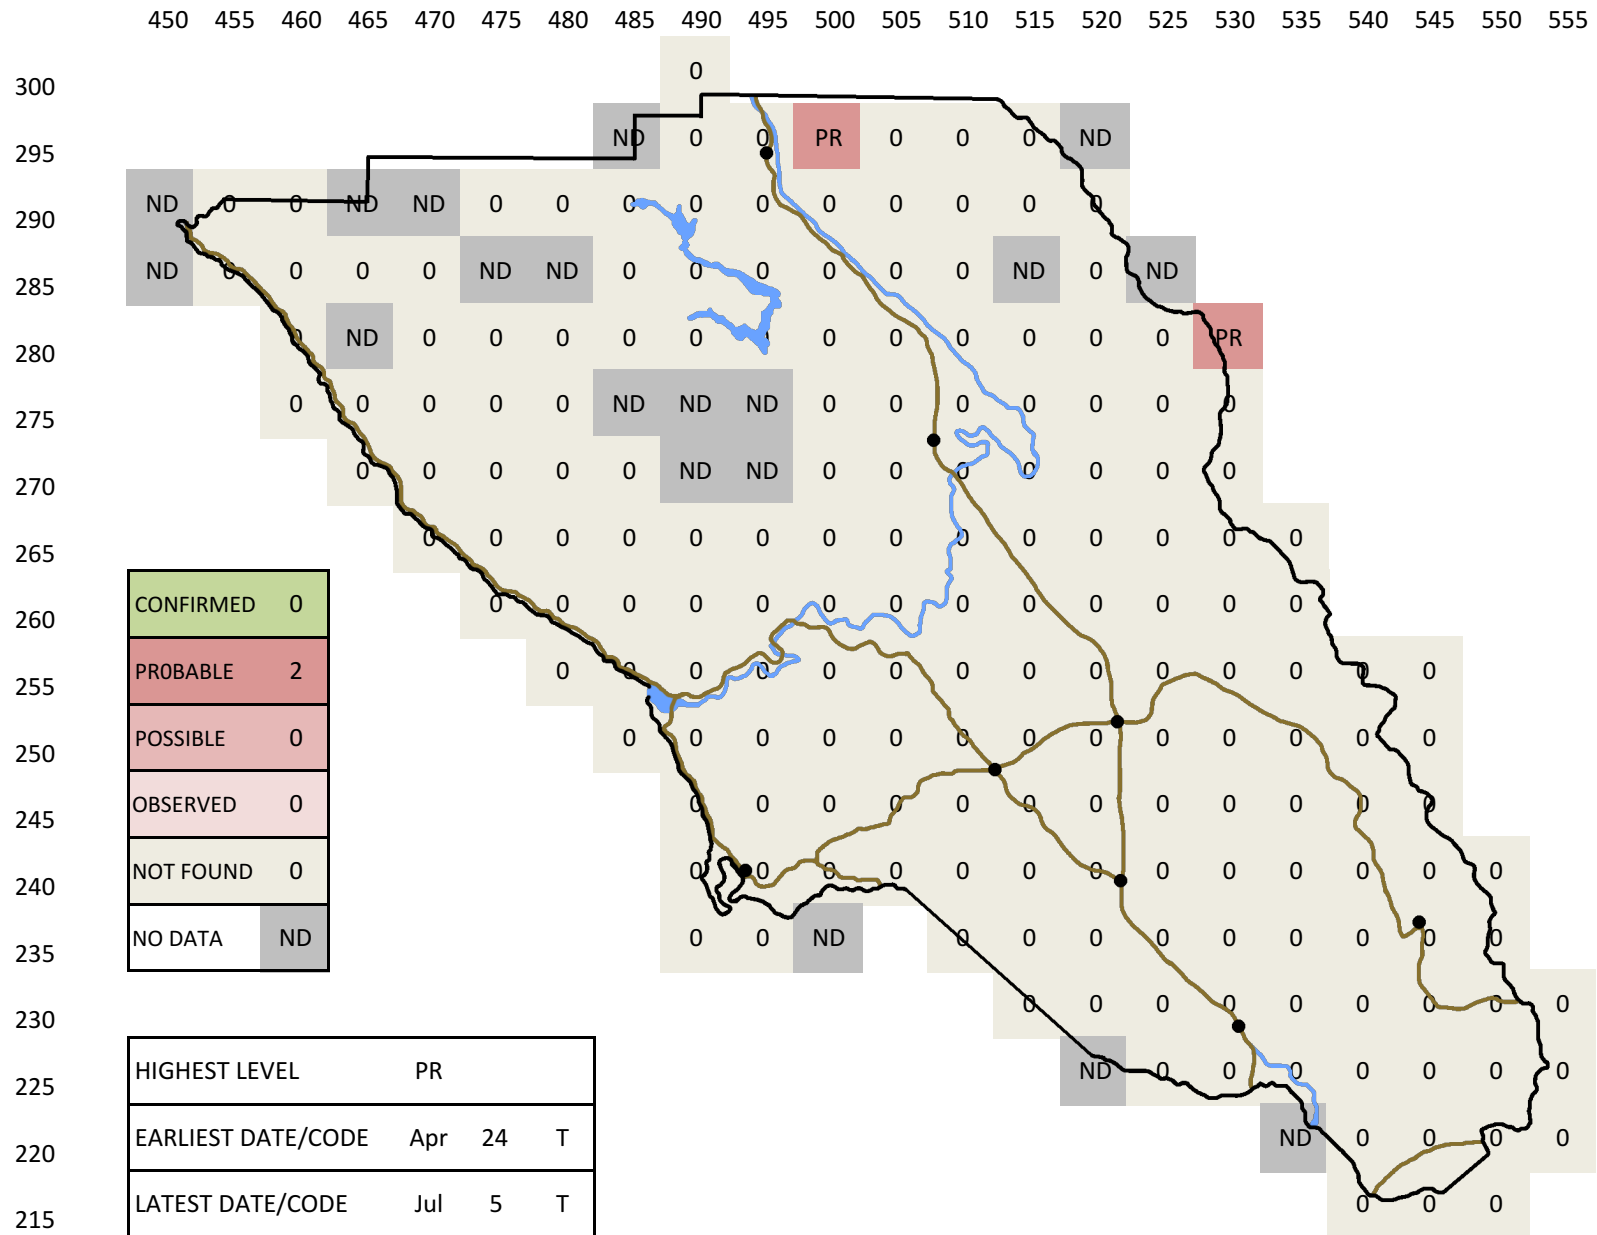 450 455 460 465 470 475 480 485 490 495 500 505 510 515 520 525 530 535 540 545 550 555
300 0
295 ND 0 0 PR 0 0 0 ND
290 ND 0 0 ND ND 0 0 0 0 0 0 0 0 0 0
285 ND 0 0 0 0 ND ND 0 0 0 0 0 0 ND 0 ND
280 0 ND 0 0 0 0 0 0 0 0 0 0 0 0 PR
275 0 0 0 0 0 ND ND ND 0 0 0 0 0 0 0
270 0 0 0 0 0 ND ND 0 0 0 0 0 0 0
265 0 0 0 0 0 0 0 0 0 0 0 0 0 0
260 CONFIRMED 0 0 0 0 0 0 0 0 0 0 0 0 0 0
255 PR0BABLE 2 0 0 0 0 0 0 0 0 0 0 0 0 0 0
250 POSSIBLE 0 0 0 0 0 0 0 0 0 0 0 0 0 0
245 OBSERVED 0 0 0 0 0 0 0 0 0 0 0 0 0
240 NOT FOUND 0 0 0 0 0 0 0 0 0 0 0 0 0 0
235 NO DATA ND 0 0 ND 0 0 0 0 0 0 0 0 0
230 0 0 0 0 0 0 0 0 0
225 HIGHEST LEVEL PR ND 0 0 0 0 0 0 0
220 EARLIEST DATE/CODE Apr 24 T ND 0 0 0 0
215 LATEST DATE/CODE Jul 5 T 0 0 0